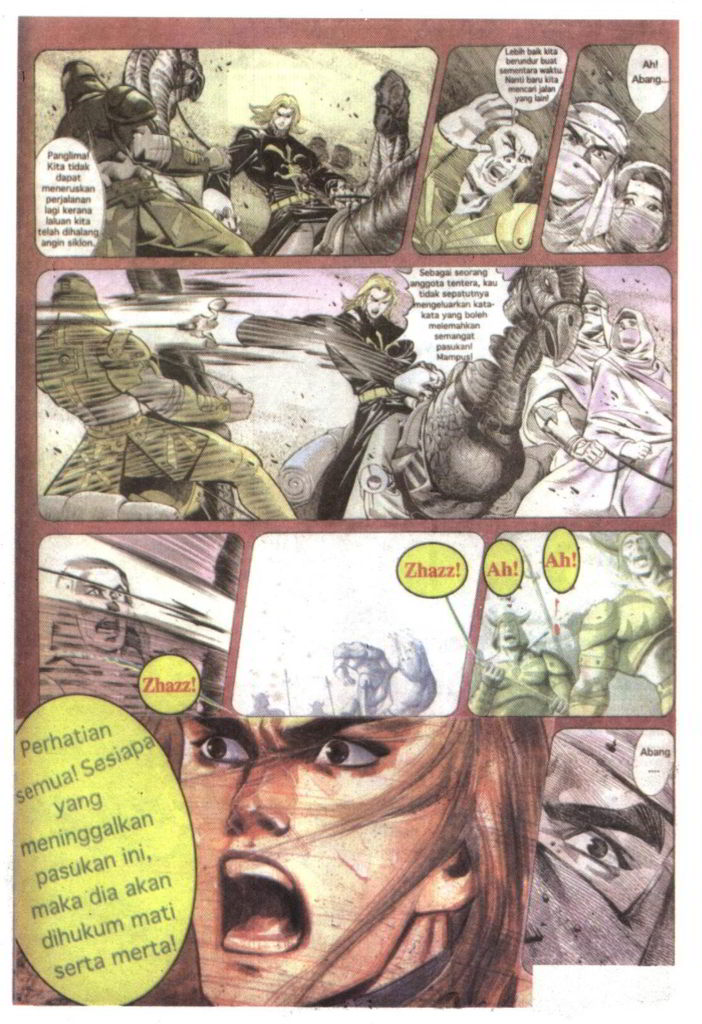 Panglima!
Kita tidak
dapat
meneruskan
perjalanan
lagi kerana
laluan kita
telah dihalang
angin siklon.
Lebih baik kita
berundur buat
sementara waktu.
Nanti baru kita
mencari jalan
yang lain!
Ah!
Abang...
Sebagai seorang
anggota tentera, kau
tidak sepatutnya
mengeluarkan kata-
kata yang boleh
melemahkan
semangat
pasukan!
Mampus!
Zhazz!
Zhazz!
Ah!
Ah!
Perhatian
semua! Sesiapa
yang
meninggalkan
pasukan ini,
maka dia akan
dihukum mati
serta merta!
Abang
....